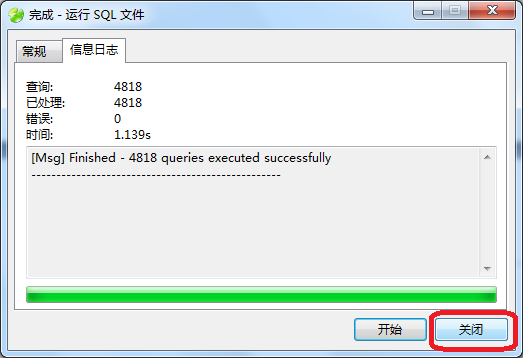 完成 - 运行 SQL 文件
常规 信息日志
查询: 4818
已处理: 4818
错误: 0
时间: 1.139s
[Msg] Finished - 4818 queries executed successfully
--------------------------------------------------
开始 关闭